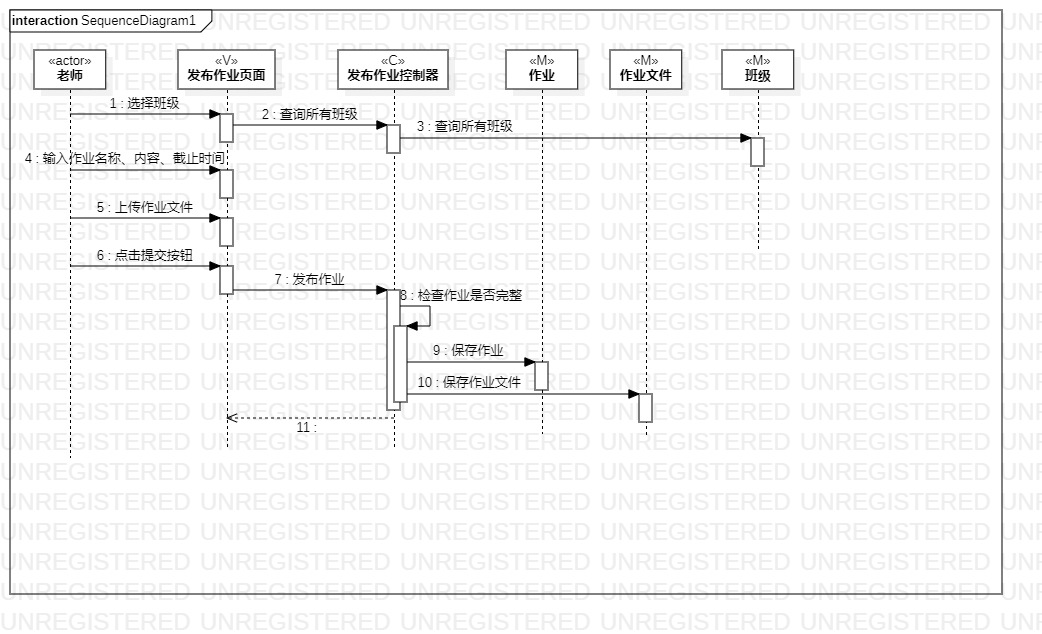 interaction SequenceDiagram1
«actor»
老师
«V»
发布作业页面
«C»
发布作业控制器
«M»
作业
«M»
作业文件
«M»
班级
1 : 选择班级
2 : 查询所有班级
3 : 查询所有班级
4 : 输入作业名称、内容、截止时间
5 : 上传作业文件
6 : 点击提交按钮
7 : 发布作业
8 : 检查作业是否完整
9 : 保存作业
10 : 保存作业文件
11 :
UNREGISTERED